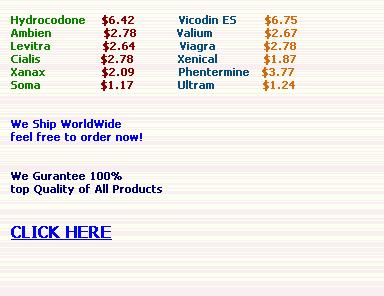 Hydrocodone $6.42 Vicodin ES $6.75
Ambien $2.78 Valium $2.67
Levitra $2.64 Viagra $2.78
Cialis $2.78 Xenical $1.87
Xanax $2.09 Phentermine $3.77
Soma $1.17 Ultram $1.24
We Ship WorldWide
feel free to order now!
We Gurantee 100%
top Quality of All Products
CLICK HERE